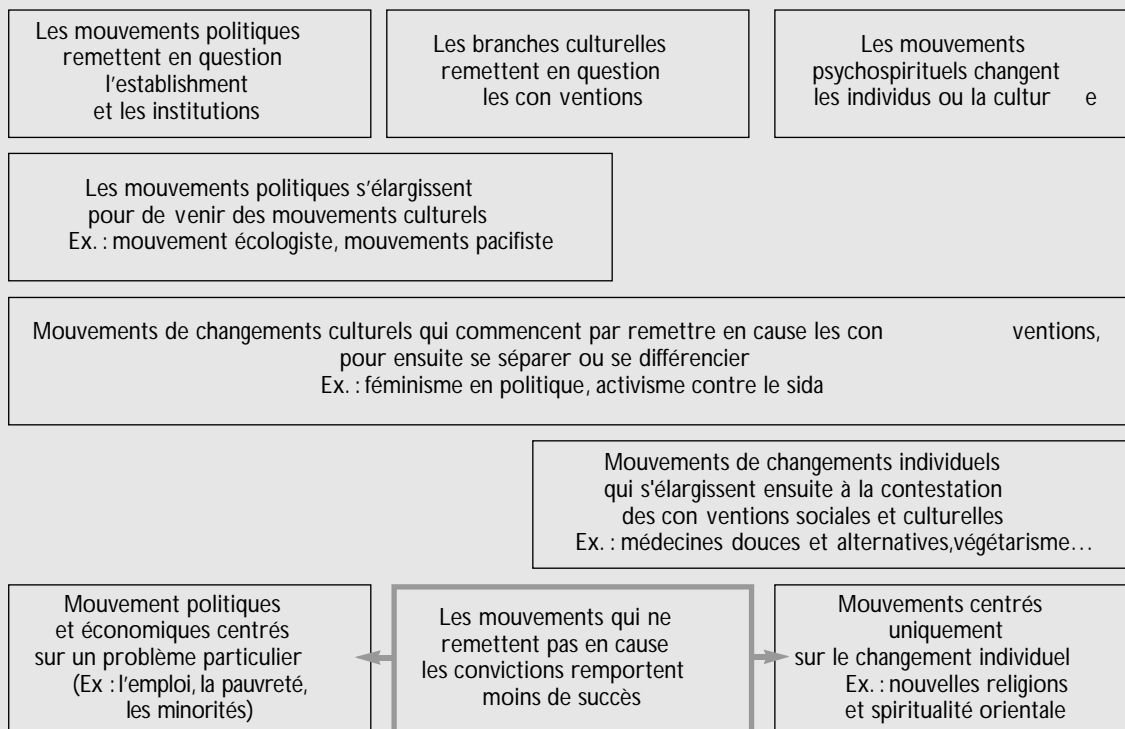 Les mouvements politiques
remettent en question
l'establishment
et les institutions
Les branches culturelles
remettent en question
les con ventions
Les mouvements
psychospirituels changent
les individus ou la cultur e
Les mouvements politiques s'élargissent
pour de venir des mouvements culturels
Ex. : mouvement écologiste, mouvements pacifiste
Mouvements de changements culturels qui commencent par remettre en cause les con ventions,
pour ensuite se séparer ou se différencier
Ex. : féminisme en politique, activisme contre le sida
Mouvements de changements individuels
qui s'élargissent ensuite à la contestation
des con ventions sociales et culturelles
Ex. : médecines douces et alternatives,végétarisme…
Mouvement politiques
et économiques centrés
sur un problème particulier
(Ex : l'emploi, la pauvreté,
les minorités)
Les mouvements qui ne
remettent pas en cause
les convictions remportent
moins de succès
Mouvements centrés
uniquement
sur le changement individuel
Ex. : nouvelles religions
et spiritualité orientale